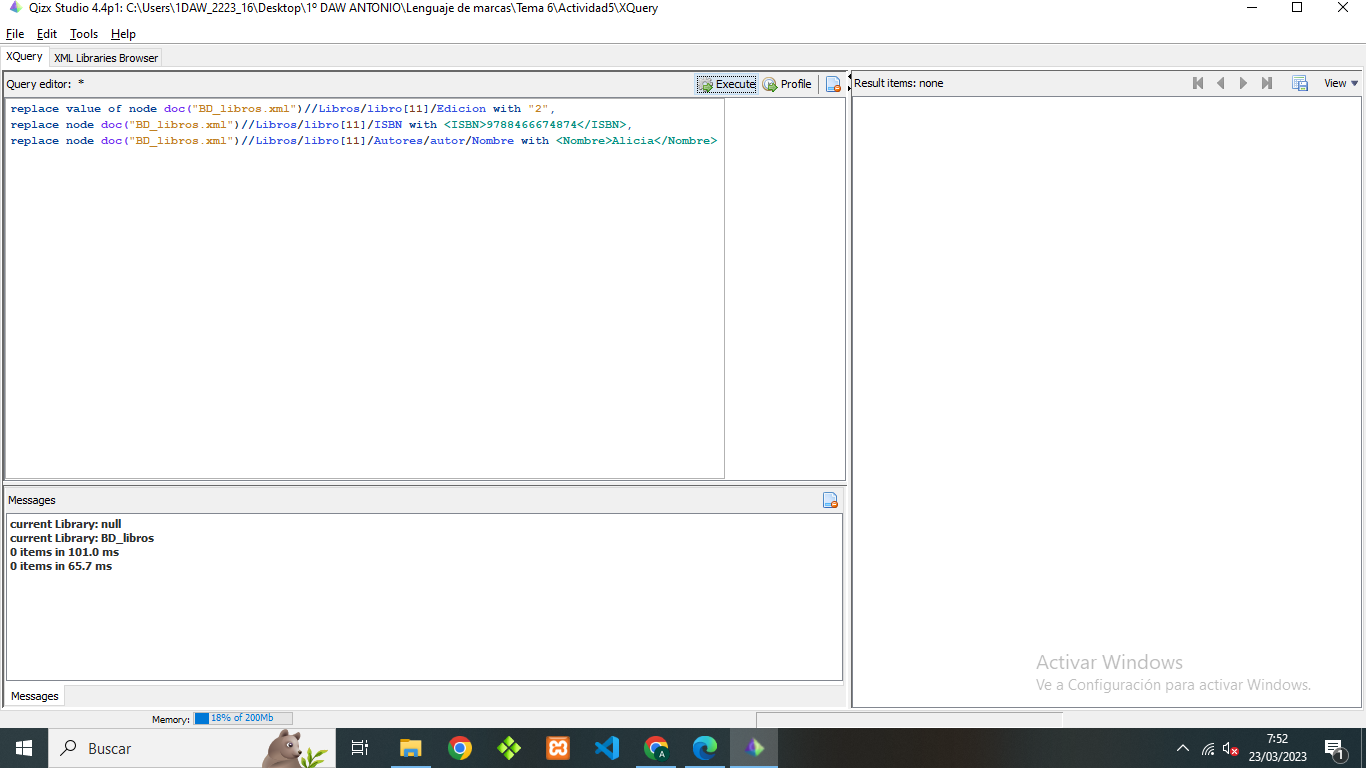 Qizx Studio 4.4p1: C:\Users\1DAW_2223_16\Desktop\1º DAW ANTONIO\Lenguaje de marcas\Tema 6\Actividad5\XQuery
File Edit Tools Help
XQuery XML Libraries Browser
Query editor: * Execute Profile
Result items: none View
replace value of node doc("BD_libros.xml")//Libros/libro[11]/Edicion with "2",
replace node doc("BD_libros.xml")//Libros/libro[11]/ISBN with <ISBN>9788466674874</ISBN>,
replace node doc("BD_libros.xml")//Libros/libro[11]/Autores/autor/Nombre with <Nombre>Alicia</Nombre>
Messages
current Library: null
current Library: BD_libros
0 items in 101.0 ms
0 items in 65.7 ms
Activar Windows
Ve a Configuración para activar Windows.
Messages
Memory: 18% of 200Mb
Buscar
A
7:52
23/03/2023
1